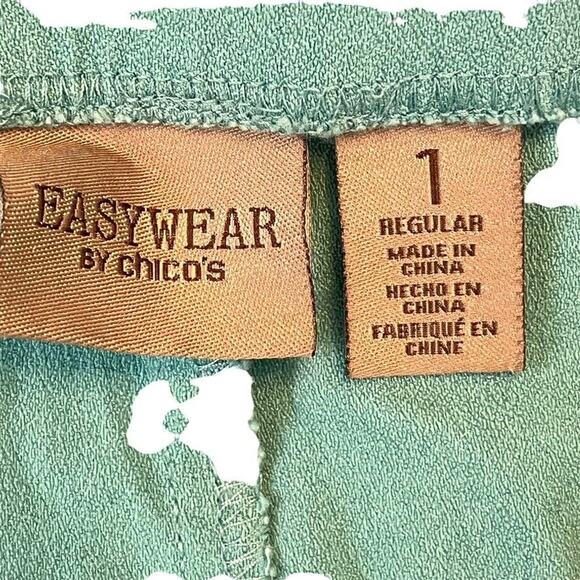 EASYWEAR
BY chico's
1
REGULAR
MADE IN
CHINA
HECHO EN
CHINA
FABRIQUÉ EN
CHINE